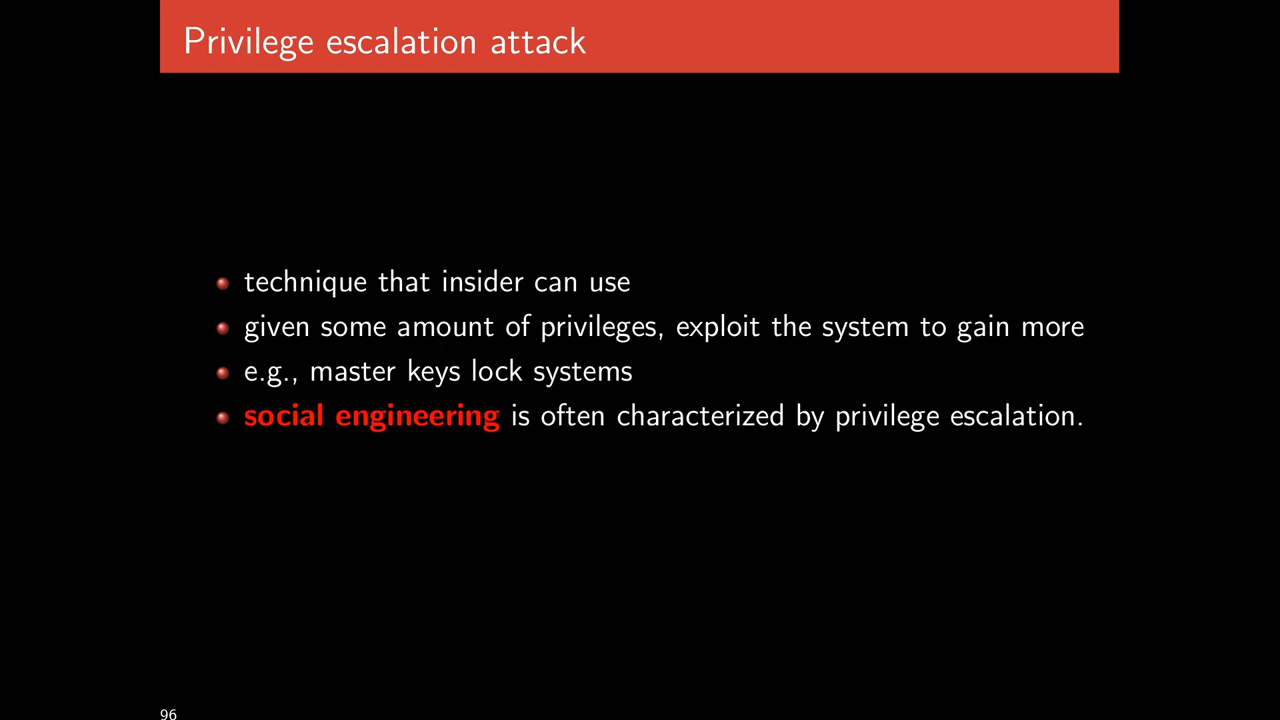 Privilege escalation attack
technique that insider can use
given some amount of privileges, exploit the system to gain more
e.g., master keys lock systems
social engineering is often characterized by privilege escalation.
96